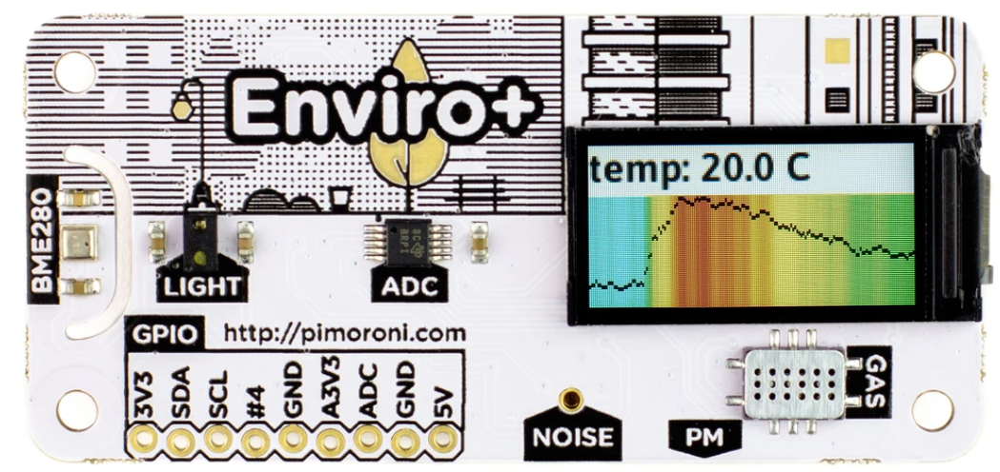 Enviro+
temp: 20.0 C
BME280
LIGHT
ADC
GPIO http://pimoroni.com
3V3 SDA SCL #4 GND A3V3 ADC GND 5V
NOISE
PM
GAS